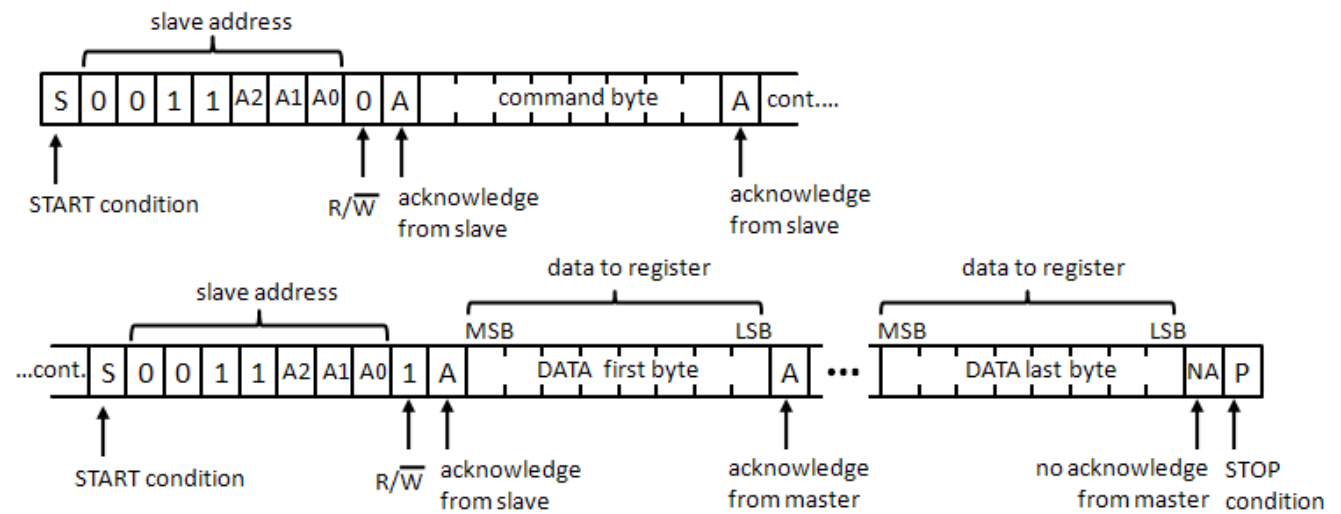 slave address
S 0 0 1 1 A2 A1 A0 0 A command byte A cont....
START condition
R/W̅
acknowledge
from slave
acknowledge
from slave
data to register
data to register
slave address
MSB LSB MSB LSB
...cont. S 0 0 1 1 A2 A1 A0 1 A DATA first byte A ••• DATA last byte NA P
START condition
R/W̅
acknowledge
from slave
acknowledge
from master
no acknowledge
from master
STOP
condition